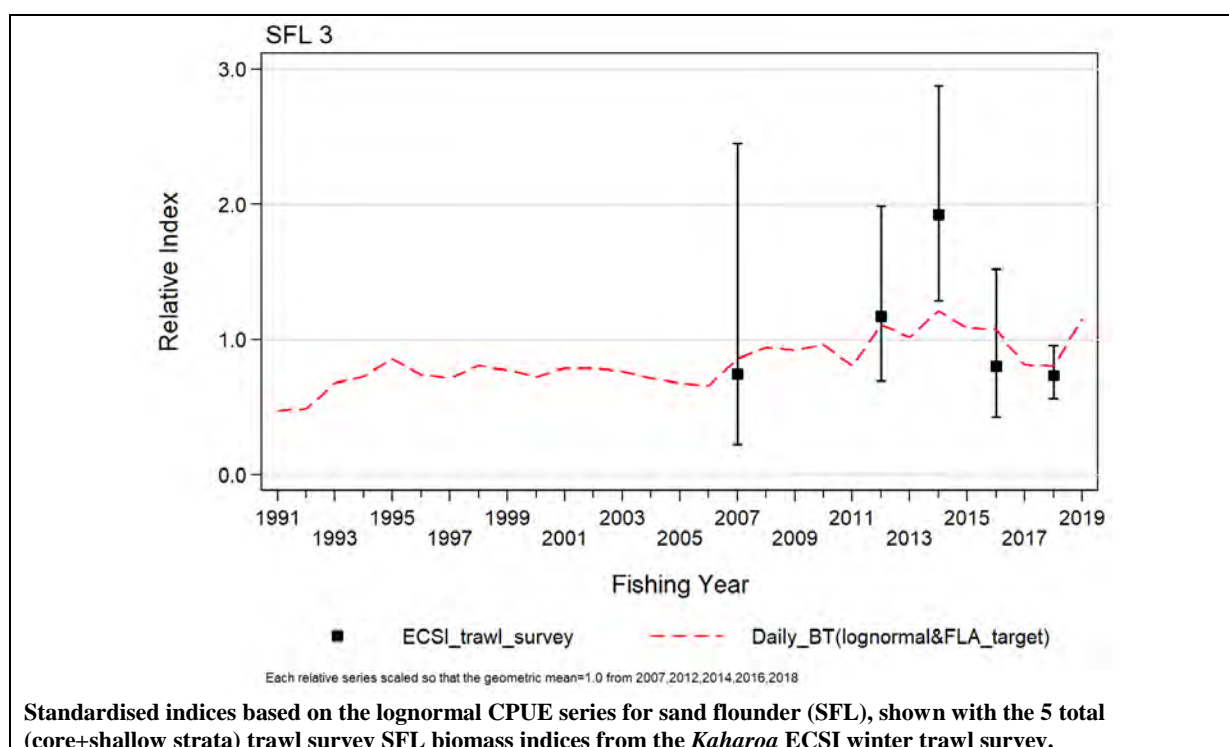 SFL 3
3.0
2.0
1.0
0.0
Relative Index
1991 1995 1999 2003 2007 2011 2015 2019
1993 1997 2001 2005 2009 2013 2017
Fishing Year
ECSI_trawl_survey Daily_BT(lognormal&FLA_target)
Each relative series scaled so that the geometric mean=1.0 from 2007,2012,2014,2016,2018
Standardised indices based on the lognormal CPUE series for sand flounder (SFL), shown with the 5 total
(core+shallow strata) trawl survey SFL biomass indices from the Kaharoa ECSI winter trawl survey.